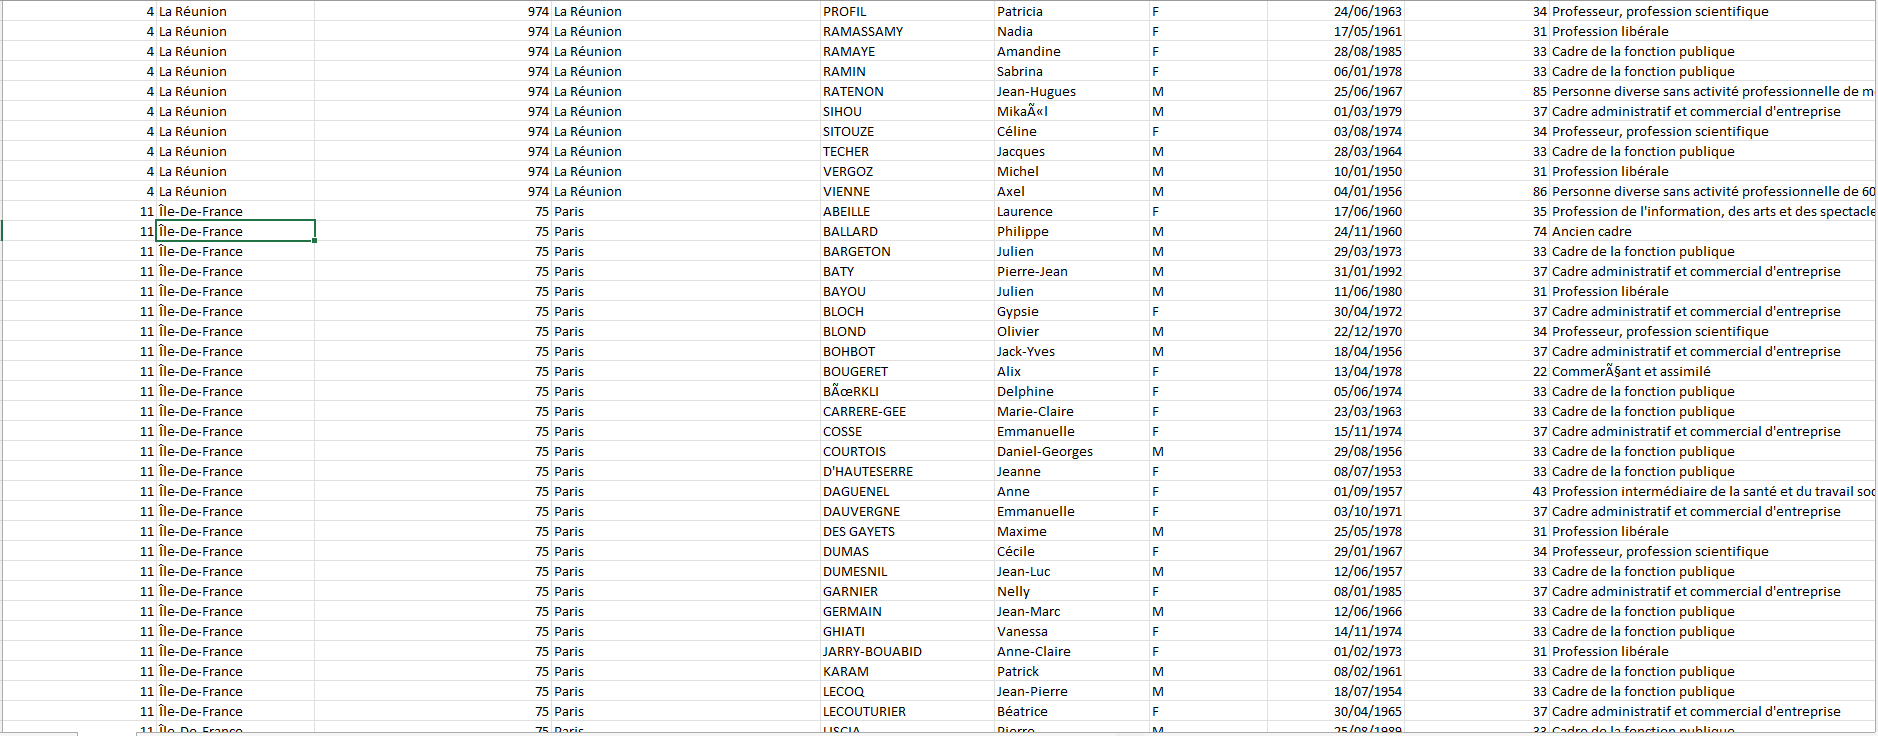 4 La Réunion 974 La Réunion PROFIL Patricia F 24/06/1963 34 Professeur, profession scientifique
4 La Réunion 974 La Réunion RAMASSAMY Nadia F 17/05/1961 31 Profession libérale
4 La Réunion 974 La Réunion RAMAYE Amandine F 28/08/1985 33 Cadre de la fonction publique
4 La Réunion 974 La Réunion RAMIN Sabrina F 06/01/1978 33 Cadre de la fonction publique
4 La Réunion 974 La Réunion RATENON Jean-Hugues M 25/06/1967 85 Personne diverse sans activité professionnelle de m
4 La Réunion 974 La Réunion SIHOU MikaÃ«l M 01/03/1979 37 Cadre administratif et commercial d'entreprise
4 La Réunion 974 La Réunion SITOUZE Céline F 03/08/1974 34 Professeur, profession scientifique
4 La Réunion 974 La Réunion TECHER Jacques M 28/03/1964 33 Cadre de la fonction publique
4 La Réunion 974 La Réunion VERGOZ Michel M 10/01/1950 31 Profession libérale
4 La Réunion 974 La Réunion VIENNE Axel M 04/01/1956 86 Personne diverse sans activité professionnelle de 60
11 Île-De-France 75 Paris ABEILLE Laurence F 17/06/1960 35 Profession de l'information, des arts et des spectacle
11 Île-De-France 75 Paris BALLARD Philippe M 24/11/1960 74 Ancien cadre
11 Île-De-France 75 Paris BARGETON Julien M 29/03/1973 33 Cadre de la fonction publique
11 Île-De-France 75 Paris BATY Pierre-Jean M 31/01/1992 37 Cadre administratif et commercial d'entreprise
11 Île-De-France 75 Paris BAYOU Julien M 11/06/1980 31 Profession libérale
11 Île-De-France 75 Paris BLOCH Gypsie F 30/04/1972 37 Cadre administratif et commercial d'entreprise
11 Île-De-France 75 Paris BLOND Olivier M 22/12/1970 34 Professeur, profession scientifique
11 Île-De-France 75 Paris BOHBOT Jack-Yves M 18/04/1956 37 Cadre administratif et commercial d'entreprise
11 Île-De-France 75 Paris BOUGERET Alix F 13/04/1978 22 CommerÃ§ant et assimilé
11 Île-De-France 75 Paris BÃœRKLI Delphine F 05/06/1974 33 Cadre de la fonction publique
11 Île-De-France 75 Paris CARRERE-GEE Marie-Claire F 23/03/1963 33 Cadre de la fonction publique
11 Île-De-France 75 Paris COSSE Emmanuelle F 15/11/1974 37 Cadre administratif et commercial d'entreprise
11 Île-De-France 75 Paris COURTOIS Daniel-Georges M 29/08/1956 33 Cadre de la fonction publique
11 Île-De-France 75 Paris D'HAUTESERRE Jeanne F 08/07/1953 33 Cadre de la fonction publique
11 Île-De-France 75 Paris DAGUENEL Anne F 01/09/1957 43 Profession intermédiaire de la santé et du travail soc
11 Île-De-France 75 Paris DAUVERGNE Emmanuelle F 03/10/1971 37 Cadre administratif et commercial d'entreprise
11 Île-De-France 75 Paris DES GAYETS Maxime M 25/05/1978 31 Profession libérale
11 Île-De-France 75 Paris DUMAS Cécile F 29/01/1967 34 Professeur, profession scientifique
11 Île-De-France 75 Paris DUMESNIL Jean-Luc M 12/06/1957 33 Cadre de la fonction publique
11 Île-De-France 75 Paris GARNIER Nelly F 08/01/1985 37 Cadre administratif et commercial d'entreprise
11 Île-De-France 75 Paris GERMAIN Jean-Marc M 12/06/1966 33 Cadre de la fonction publique
11 Île-De-France 75 Paris GHIATI Vanessa F 14/11/1974 33 Cadre de la fonction publique
11 Île-De-France 75 Paris JARRY-BOUABID Anne-Claire F 01/02/1973 31 Profession libérale
11 Île-De-France 75 Paris KARAM Patrick M 08/02/1961 33 Cadre de la fonction publique
11 Île-De-France 75 Paris LECOQ Jean-Pierre M 18/07/1954 33 Cadre de la fonction publique
11 Île-De-France 75 Paris LECOUTURIER Béatrice F 30/04/1965 37 Cadre administratif et commercial d'entreprise
11 Île-De-France 75 Paris LISCIA Pierre M 25/08/1989 33 Cadre de la fonction publique